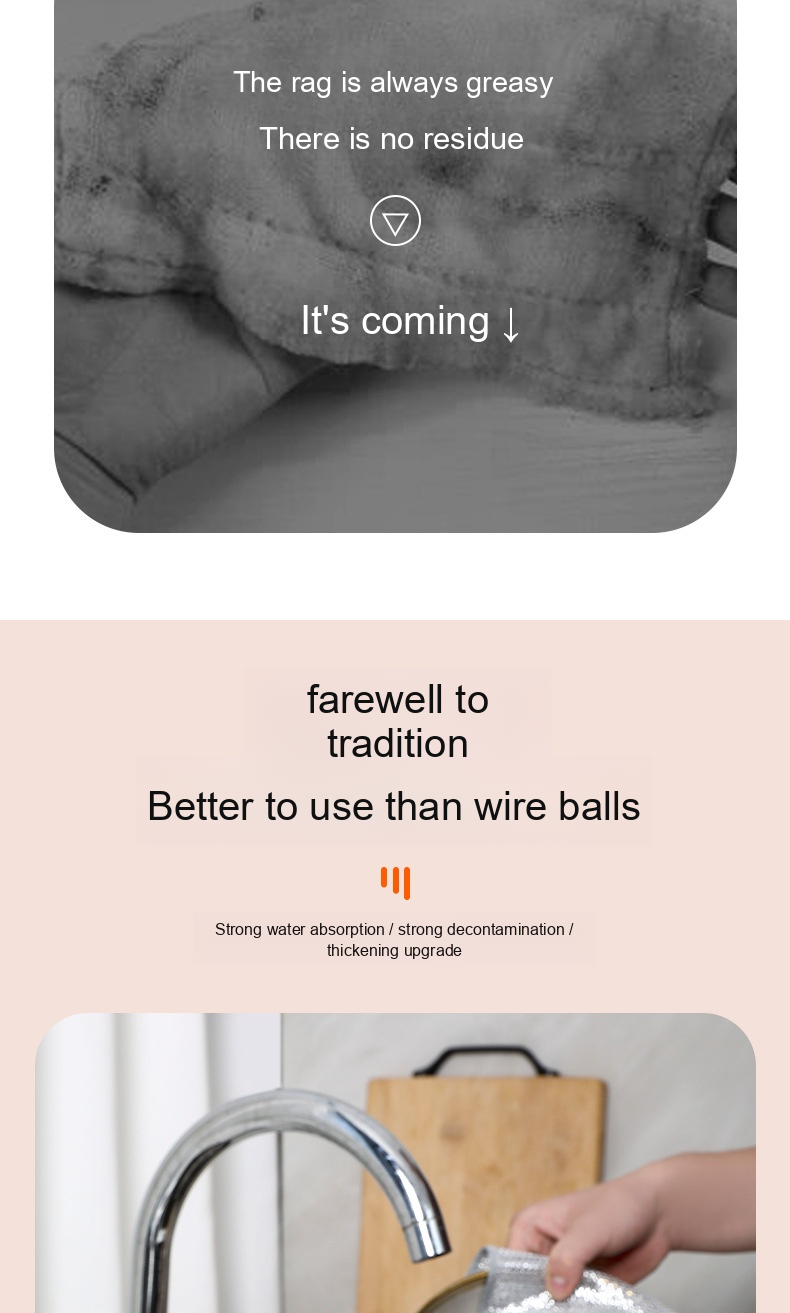 The rag is always greasy
There is no residue
It's coming ↓
farewell to
tradition
Better to use than wire balls
Strong water absorption / strong decontamination /
thickening upgrade